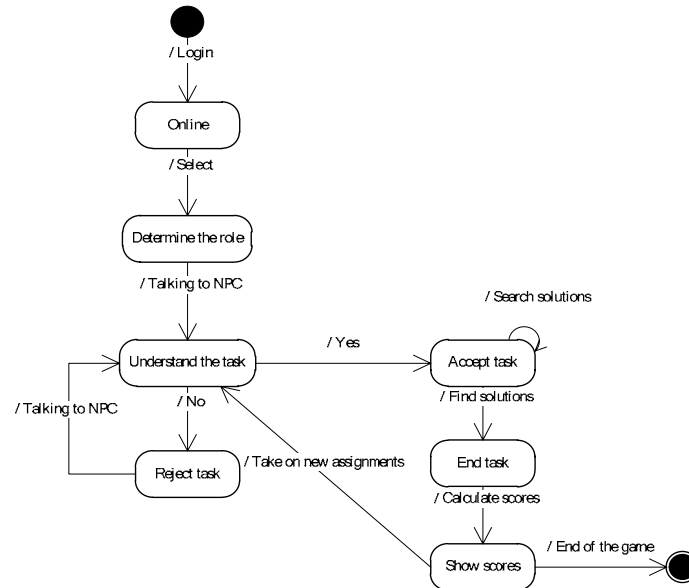 / Login
Online
/ Select
Determine the role
/ Talking to NPC
/ Search solutions
Understand the task
/ Yes
Accept task
/ Talking to NPC
/ No
/ Find solutions
Reject task
/ Take on new assignments
End task
/ Calculate scores
Show scores
/ End of the game